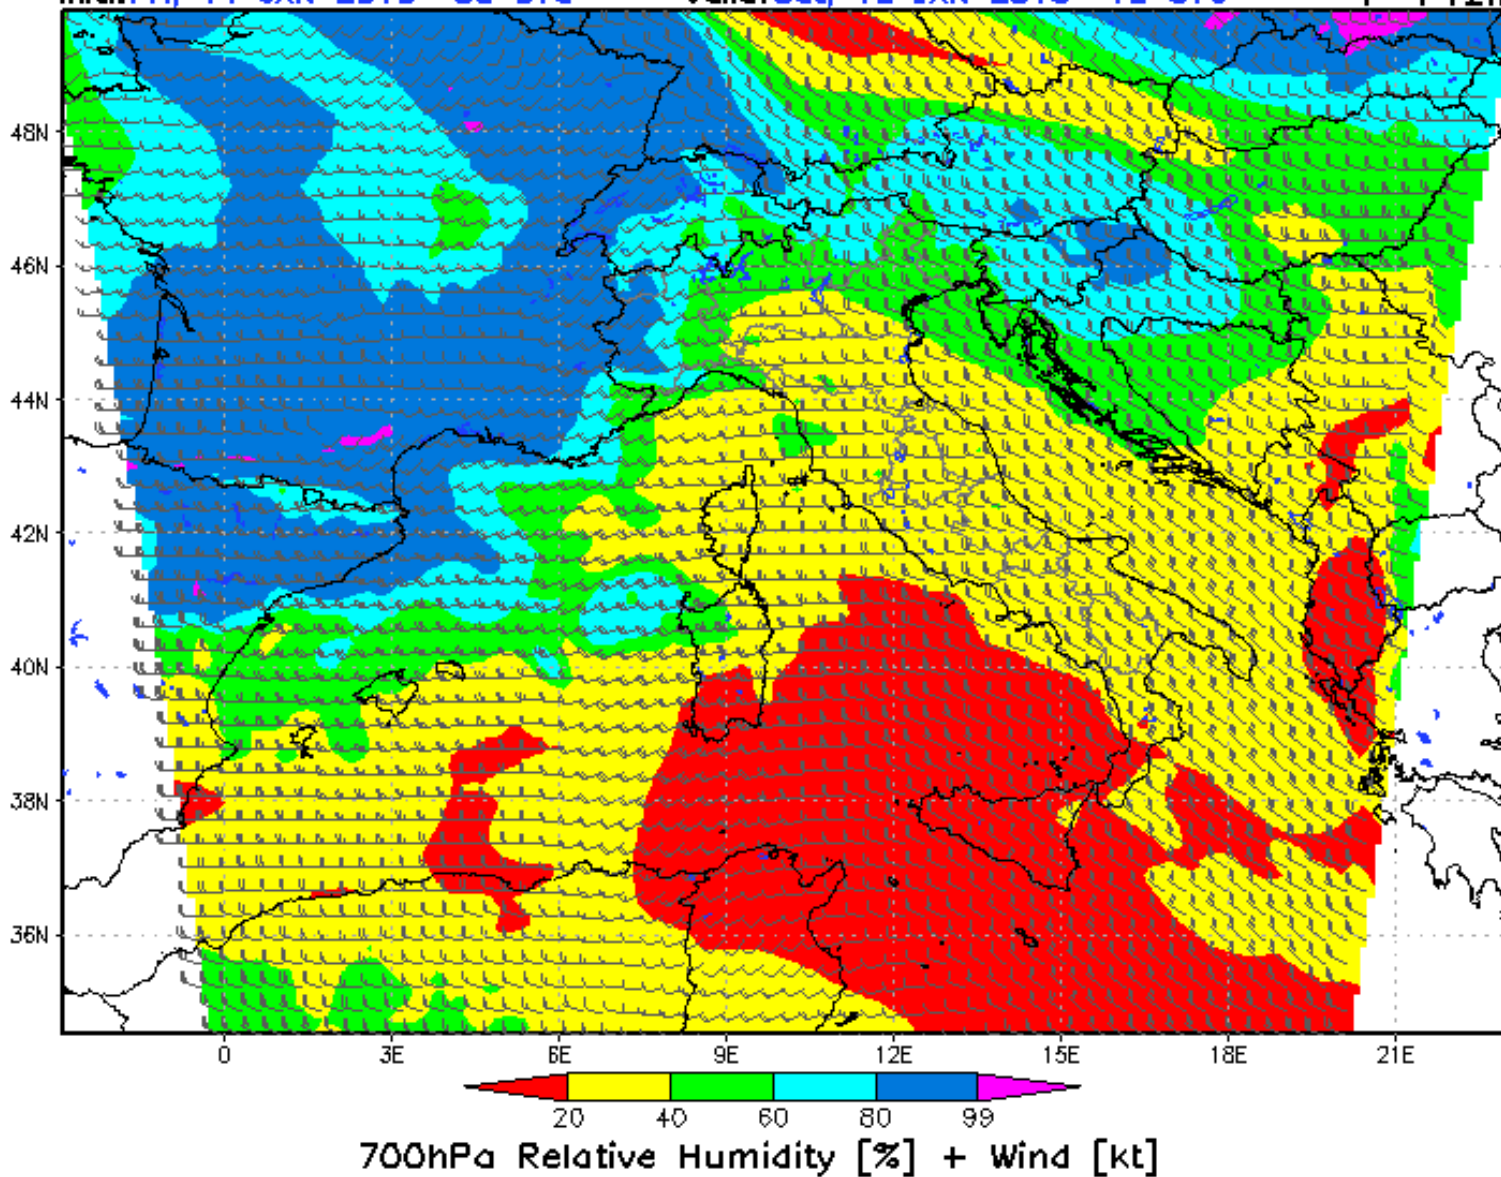 48N
46N
44N
42N
40N
38N
36N
0 3E 6E 9E 12E 15E 18E 21E
20 40 60 80 99
700hPa Relative Humidity [%] + Wind [kt]